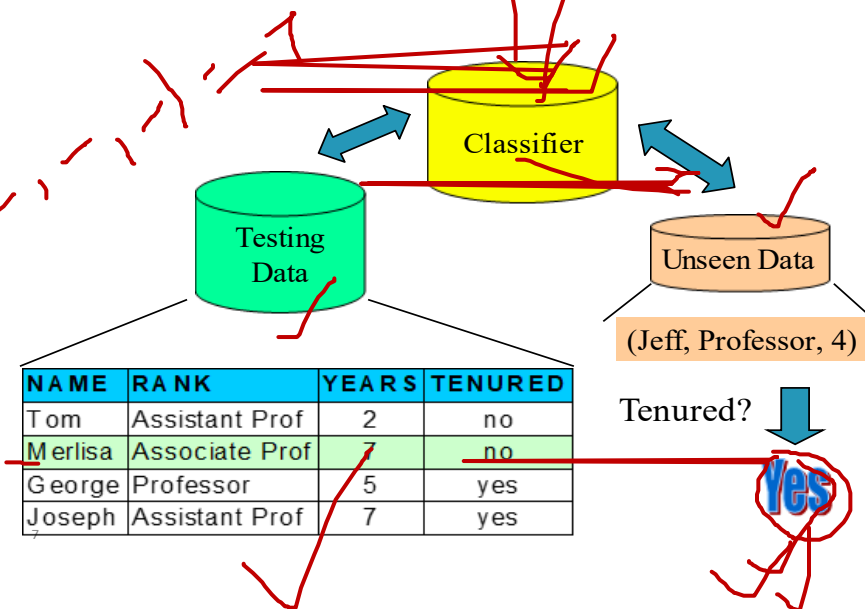 Classifier
Testing
Data
Unseen Data
(Jeff, Professor, 4)
NAME RANK YEARS TENURED
Tom Assistant Prof 2 no
Merlisa Associate Prof 7 no
George Professor 5 yes
Joseph Assistant Prof 7 yes
7
Tenured?
Yes